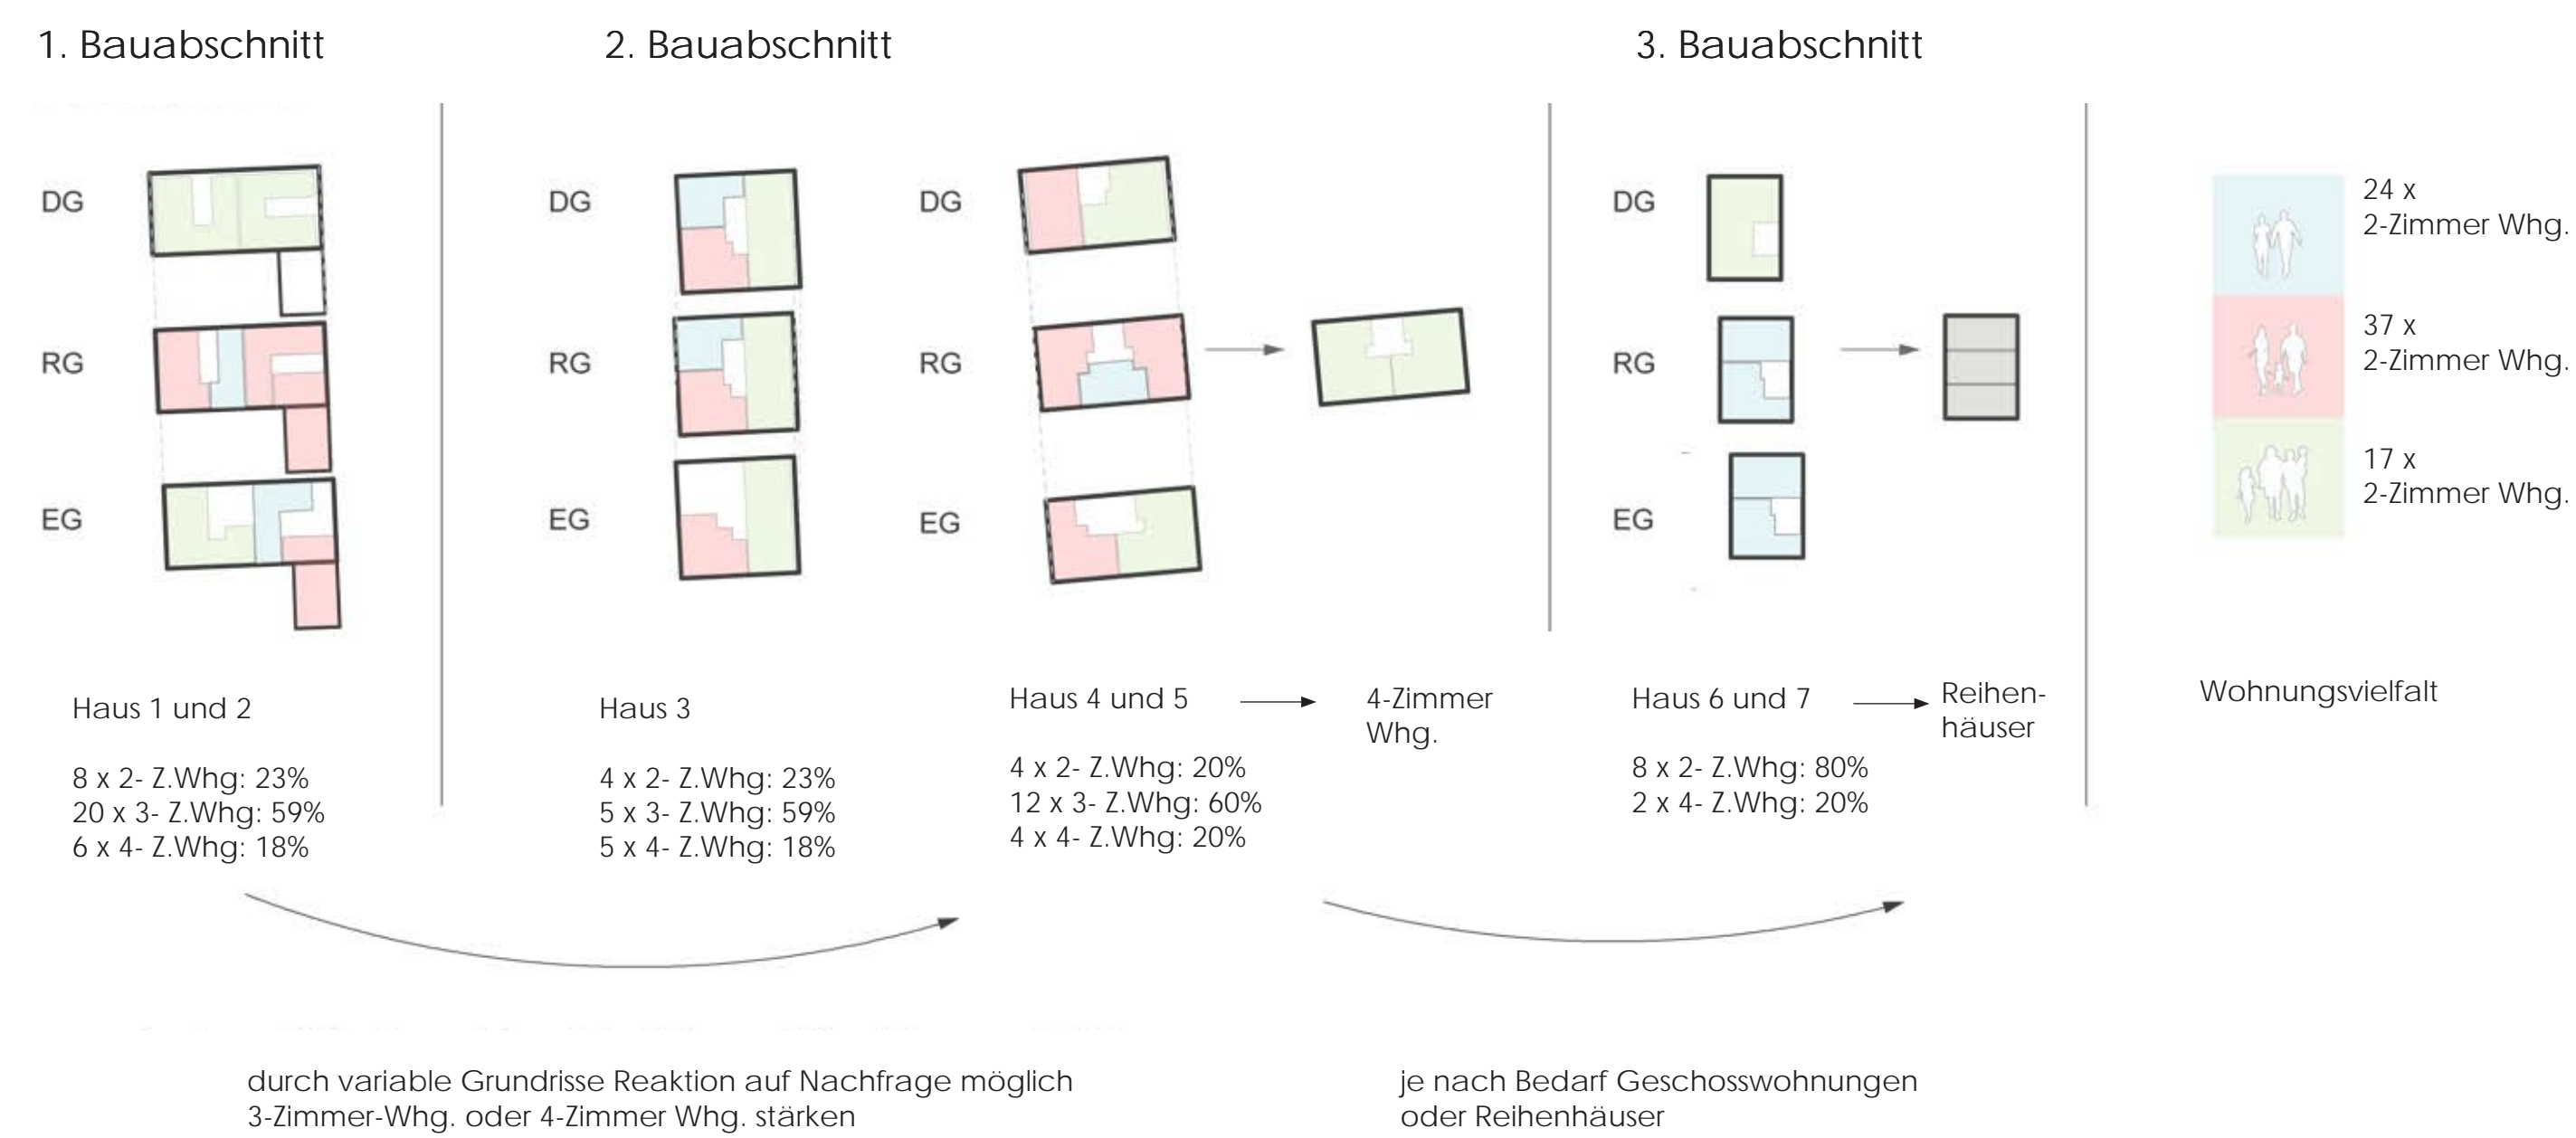 1. Bauabschnitt
2. Bauabschnitt
3. Bauabschnitt
DG
RG
EG
DG
RG
EG
DG
RG
EG
DG
RG
EG
24 x
2-Zimmer Whg.
37 x
2-Zimmer Whg.
17 x
2-Zimmer Whg.
Haus 1 und 2
8 x 2- Z.Whg: 23%
20 x 3- Z.Whg: 59%
6 x 4- Z.Whg: 18%
Haus 3
4 x 2- Z.Whg: 23%
5 x 3- Z.Whg: 59%
5 x 4- Z.Whg: 18%
Haus 4 und 5
4 x 2- Z.Whg: 20%
12 x 3- Z.Whg: 60%
4 x 4- Z.Whg: 20%
4-Zimmer
Whg.
Haus 6 und 7
8 x 2- Z.Whg: 80%
2 x 4- Z.Whg: 20%
Reihen-
häuser
Wohnungsvielfalt
durch variable Grundrisse Reaktion auf Nachfrage möglich
3-Zimmer-Whg. oder 4-Zimmer Whg. stärken
je nach Bedarf Geschosswohnungen
oder Reihenhäuser